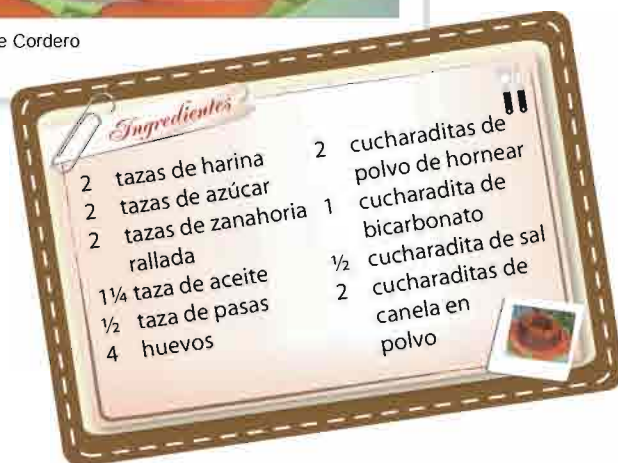 e Cordero
Ingredientes
2 tazas de harina
2 tazas de azúcar
2 tazas de zanahoria
rallada
1¼ taza de aceite
½ taza de pasas
4 huevos
2 cucharaditas de
polvo de hornear
1 cucharadita de
bicarbonato
½ cucharadita de sal
2 cucharaditas de
canela en
polvo